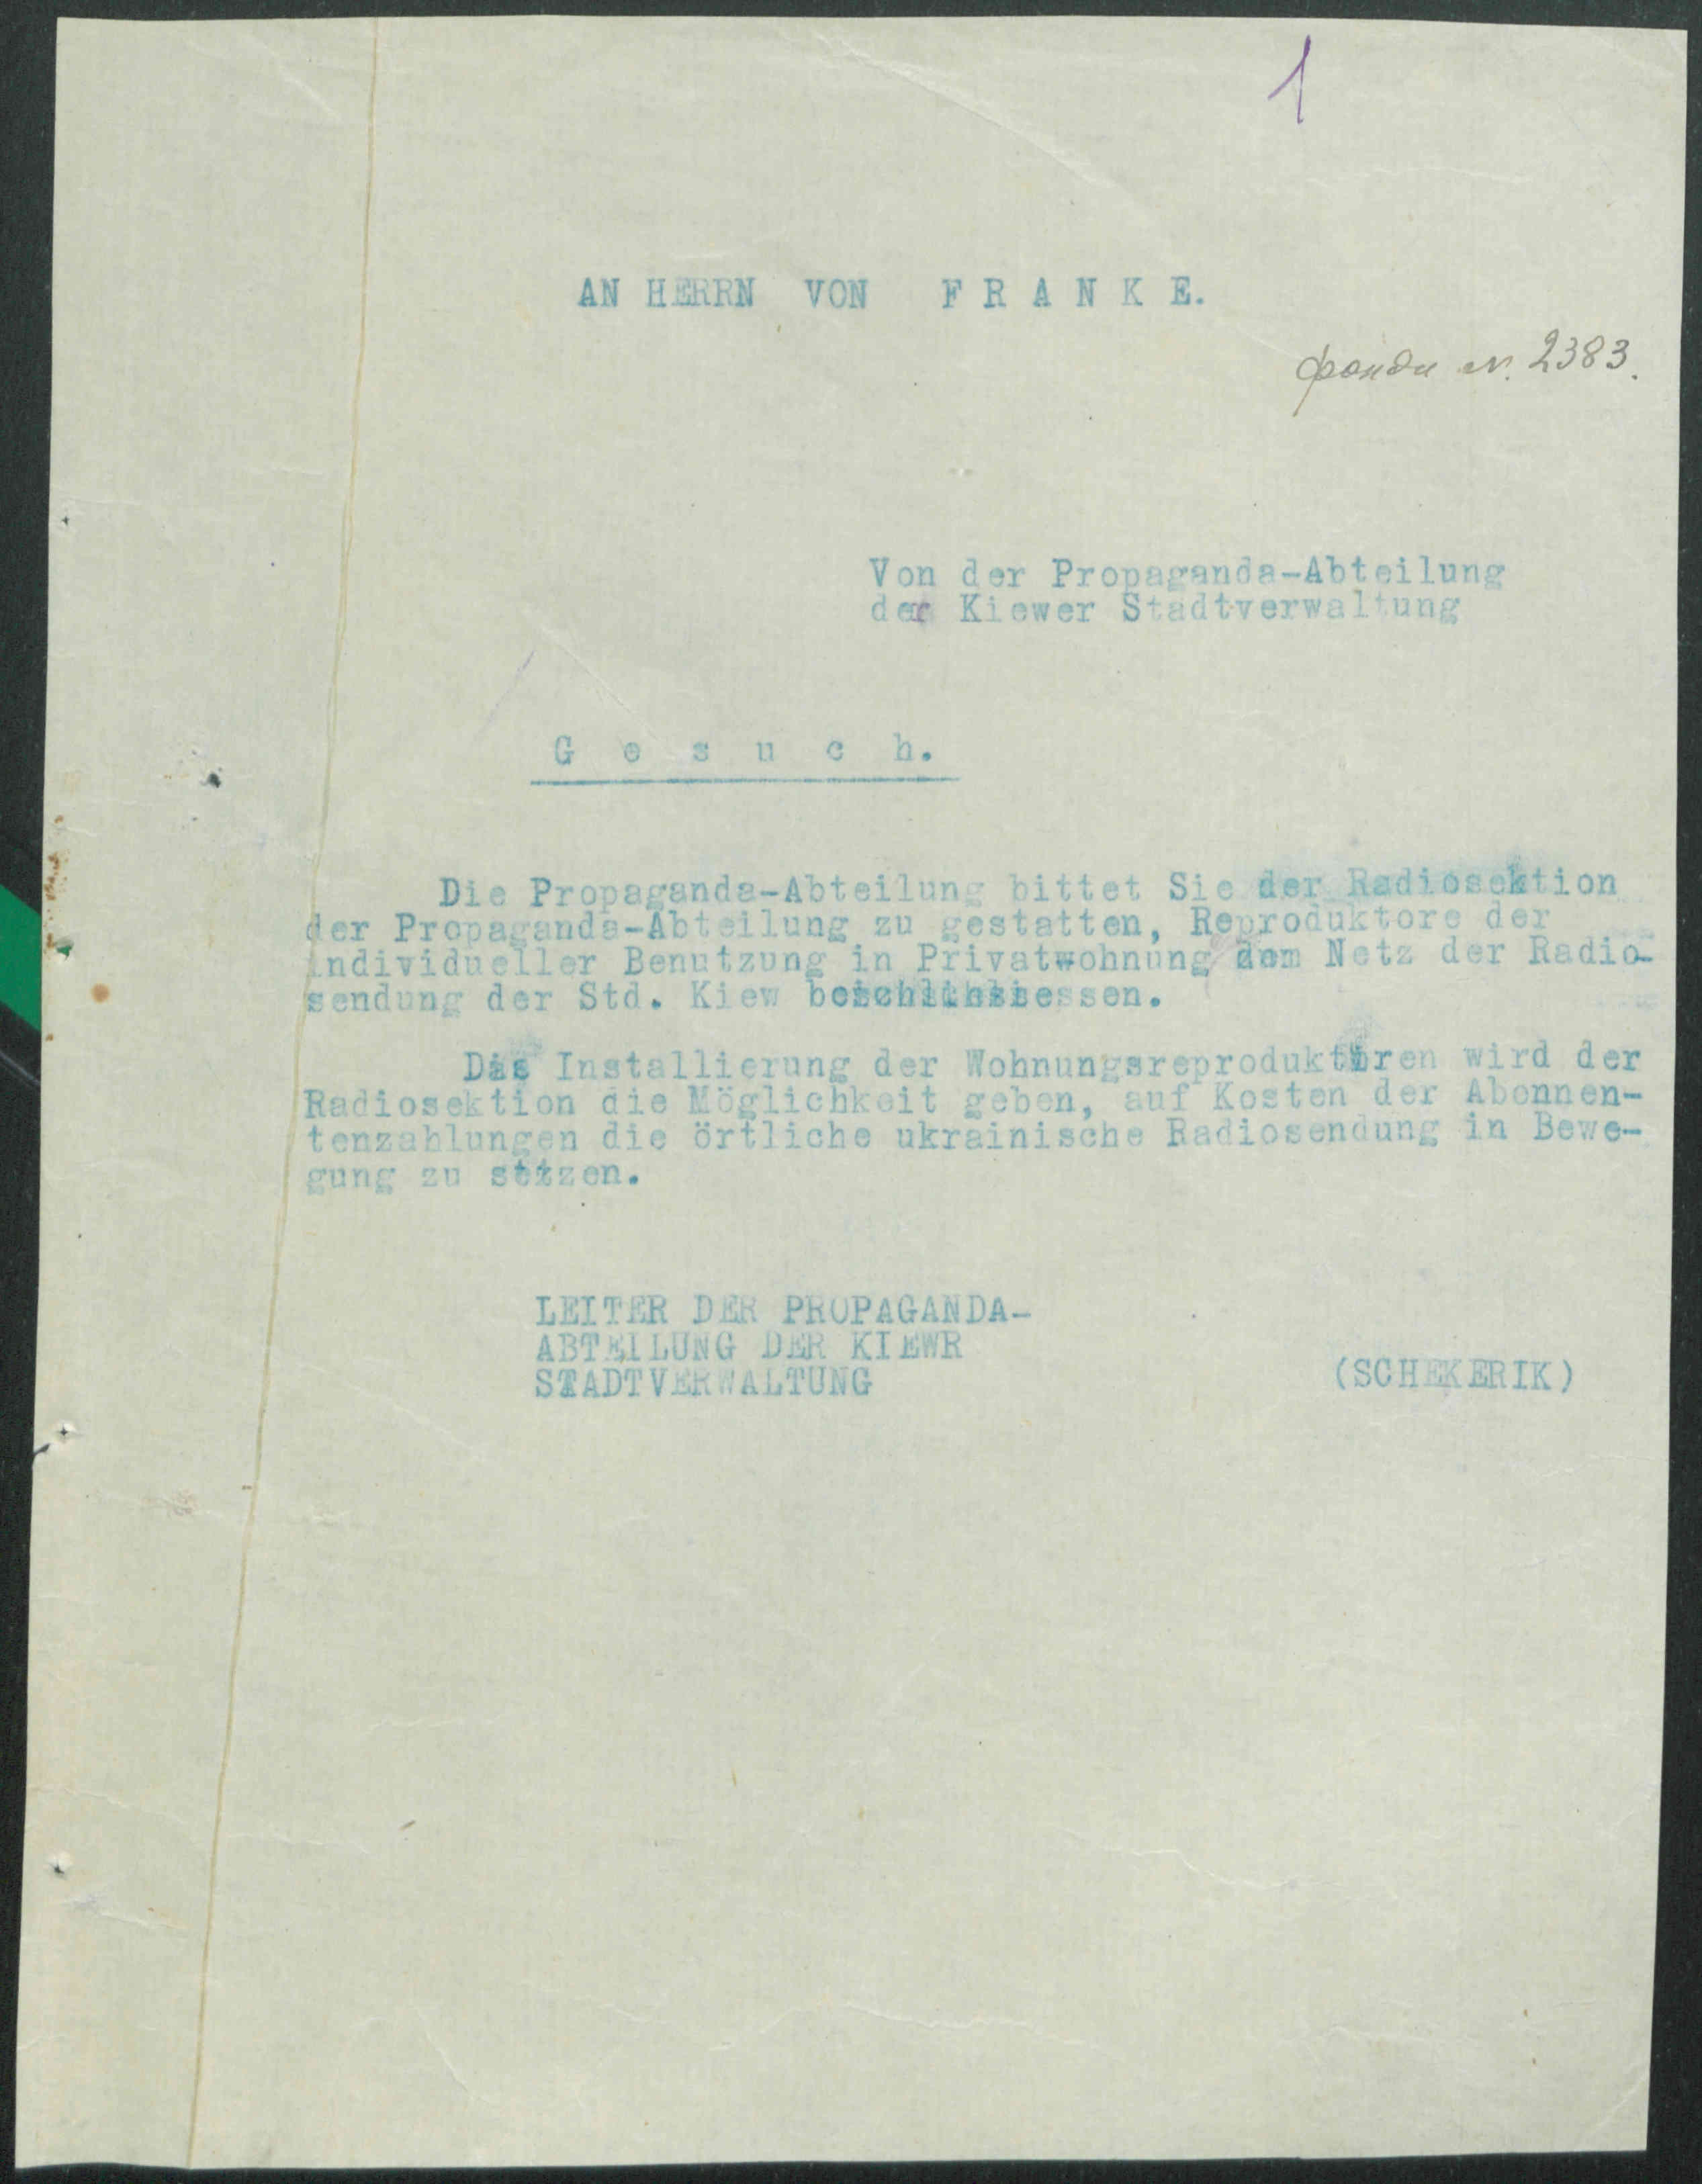 1
AN HERRN VON F R A N K E.
фонди N. 2383.
Von der Propaganda-Abteilung
der Kiewer Stadtverwaltung
G e s u c h.
Die Propaganda-Abteilung bittet Sie der Radiosektion
der Propaganda-Abteilung zu gestatten, Reproduktore der
individueller Benutzung in Privatwohnung dem Netz der Radio-
sendung der Std. Kiew
Die Installierung der Wohnungsreproduktoren wird der
Radiosektion die Möglichkeit geben, auf Kosten der Abonnen-
tenzahlungen die örtliche ukrainische Radiosendung in Bewe-
gung zu setzen.
LEITER DER PROPAGANDA-
ABTEILUNG DER KIEWR
STADTVERWALTUNG
(SCHEKERIK)